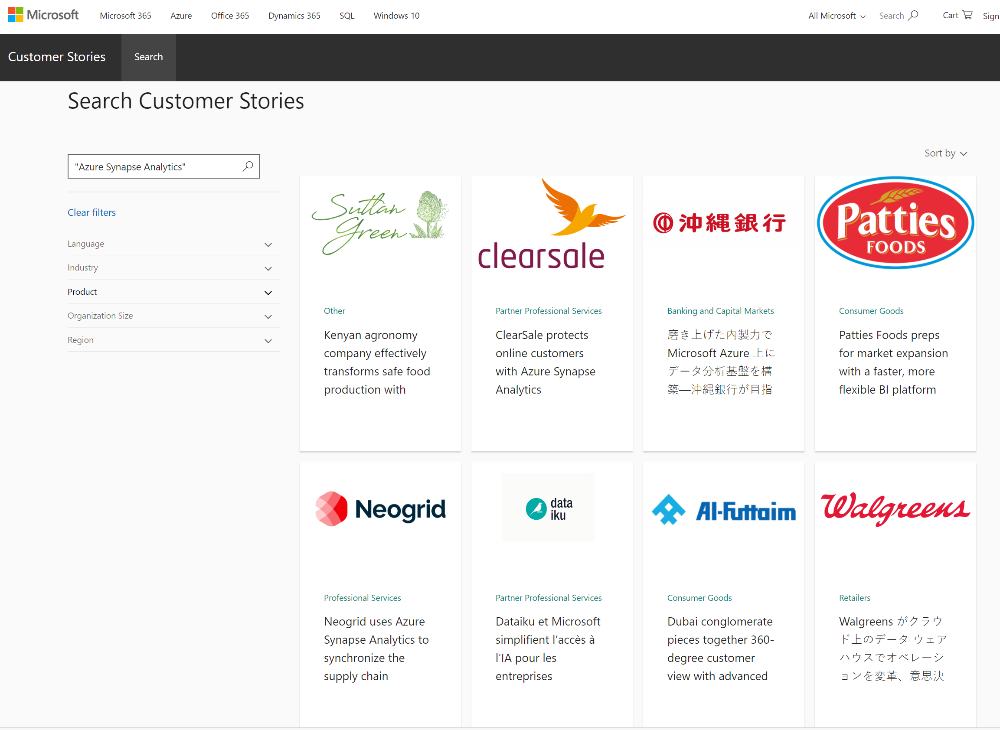 Microsoft
Microsoft 365
Azure
Office 365
Dynamics 365
SQL
Windows 10
All Microsoft
Search
Cart
Sign
Customer Stories
Search
Search Customer Stories
Sort by
"Azure Synapse Analytics"
Clear filters
Language
Industry
Product
Organization Size
Region
Sultan
Green
Other
Kenyan agronomy
company effectively
transforms safe food
production with
clearsale
Partner Professional Services
ClearSale protects
online customers
with Azure Synapse
Analytics
沖縄銀行
Banking and Capital Markets
磨き上げた内製力で
Microsoft Azure 上に
データ分析基盤を構
築―沖縄銀行が目指
Patties
FOODS
Consumer Goods
Patties Foods preps
for market expansion
with a faster, more
flexible BI platform
Neogrid
Professional Services
Neogrid uses Azure
Synapse Analytics to
synchronize the
supply chain
data
iku
Partner Professional Services
Dataiku et Microsoft
simplifient l’accès à
l’IA pour les
entreprises
Al-Futtaim
Consumer Goods
Dubai conglomerate
pieces together 360-
degree customer
view with advanced
Walgreens
Retailers
Walgreens がクラウ
ド上のデータ ウェア
ハウスでオペレーシ
ョンを変革、意思決